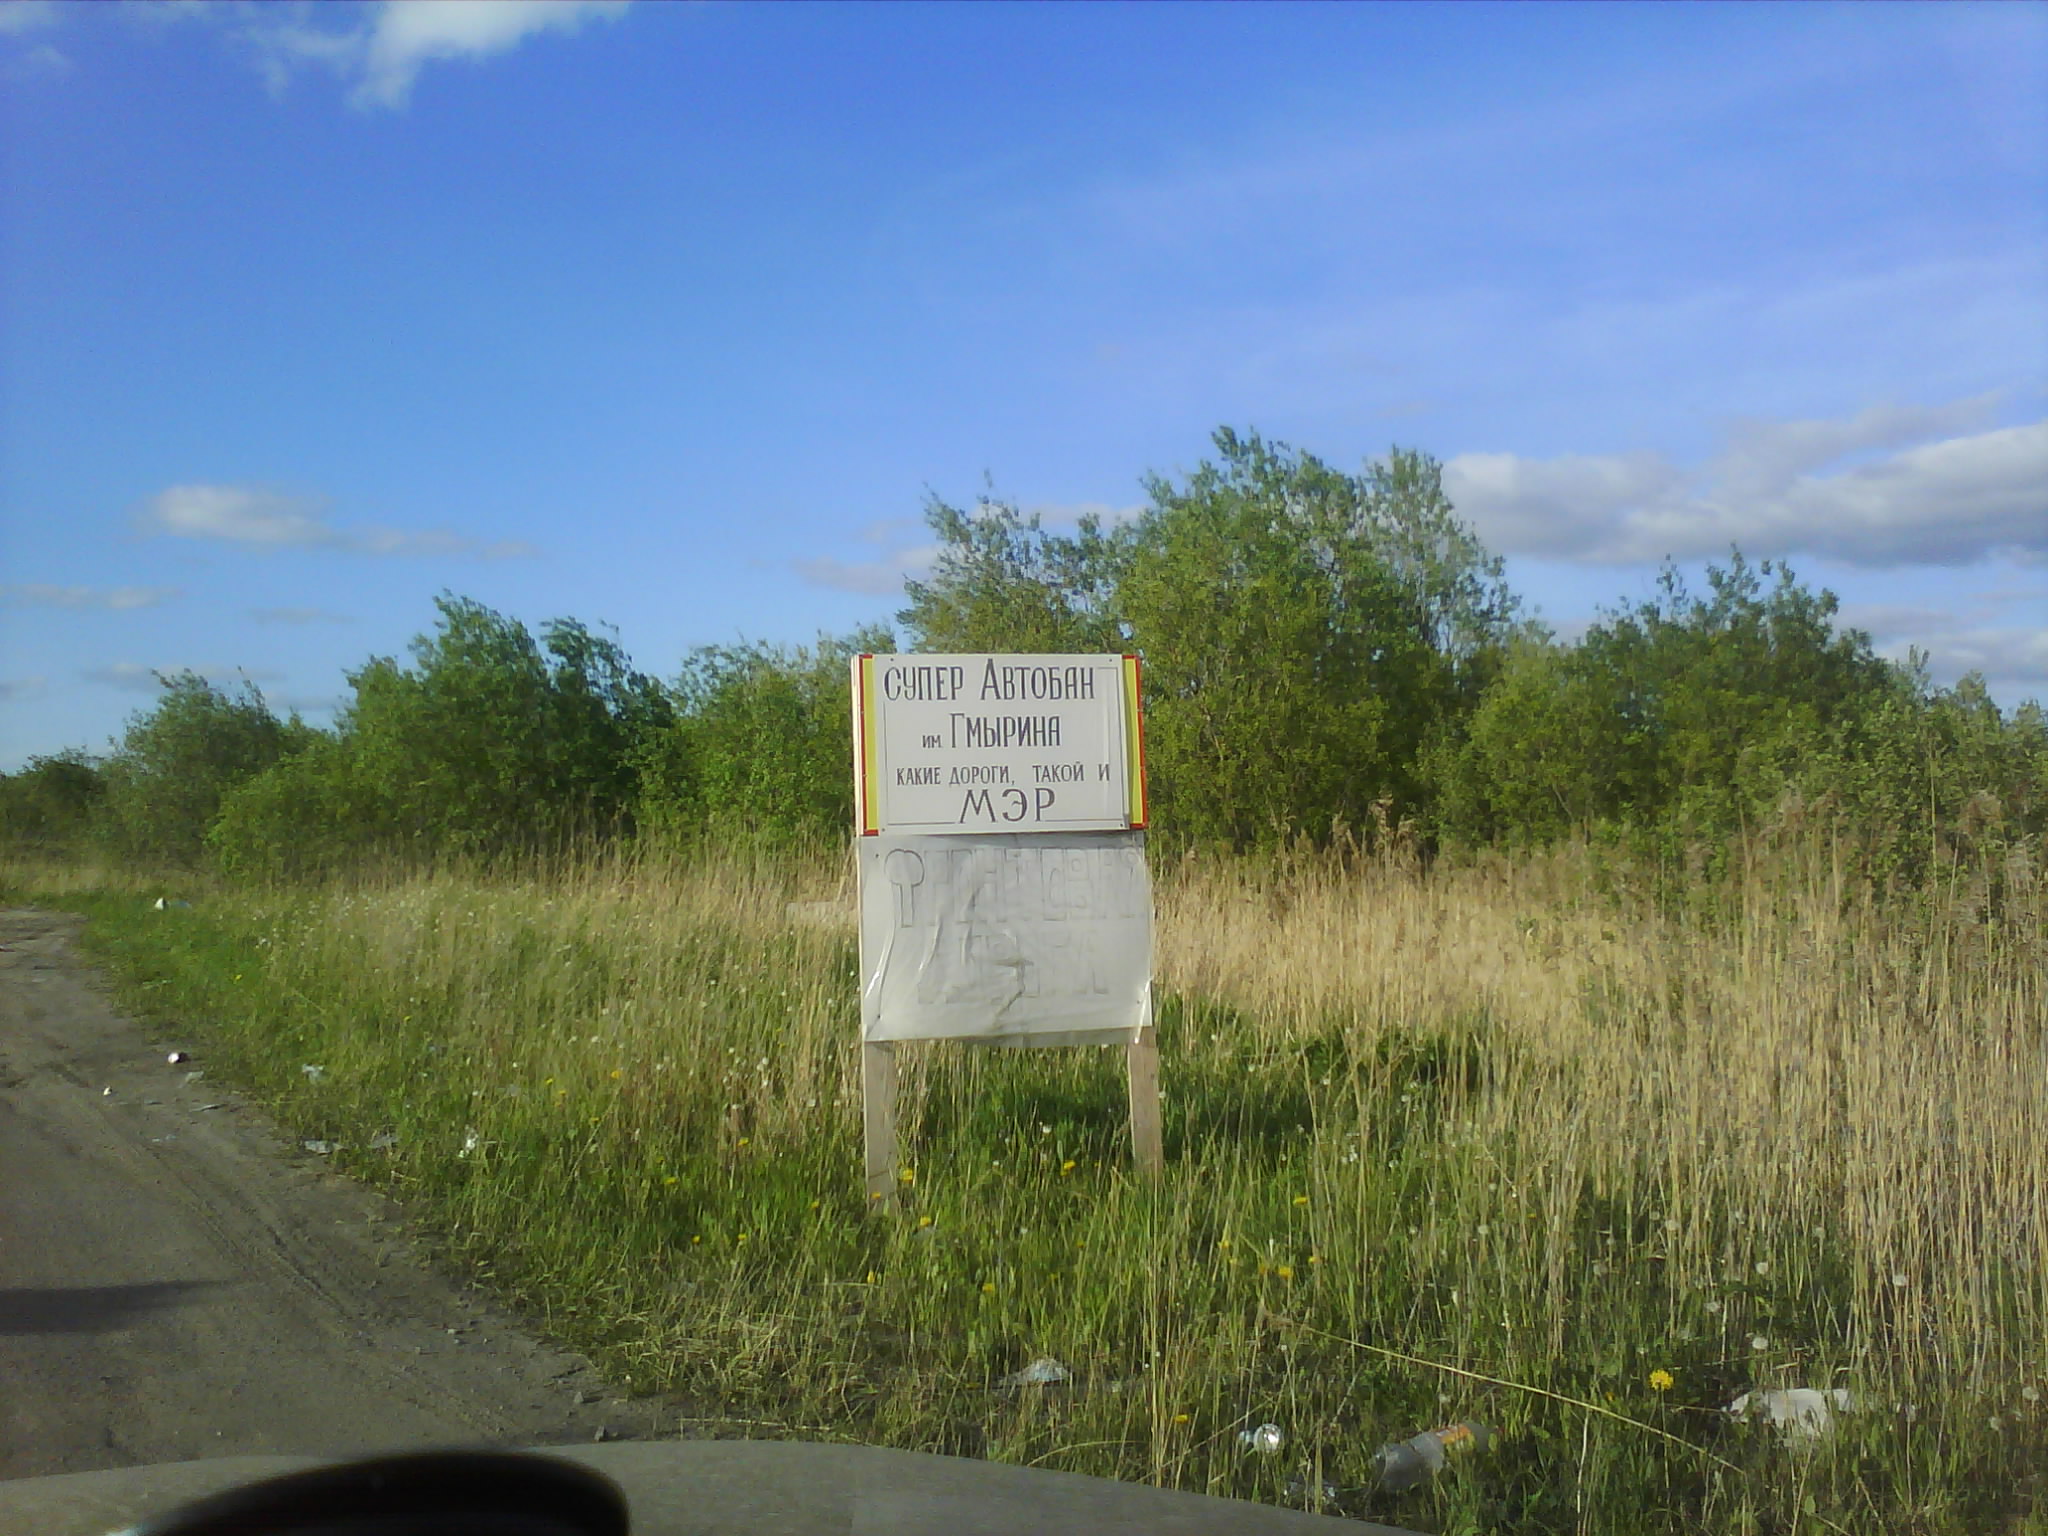 СУПЕР АВТОБАН
им. ГМЫРИНА
КАКИЕ ДОРОГИ, ТАКОЙ И
МЭР